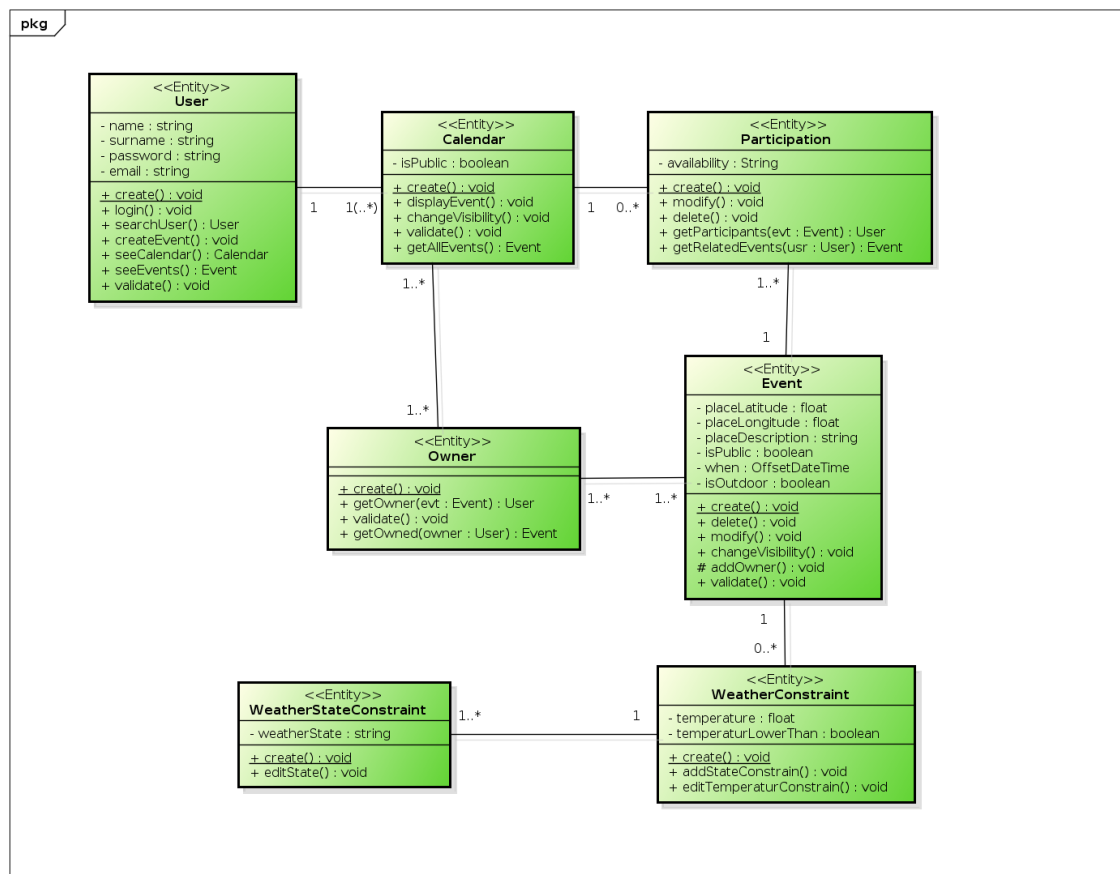 pkg
<<Entity>>
User
- name : string
- surname : string
- password : string
- email : string
+ create() : void
+ login() : void
+ searchUser() : User
+ createEvent() : void
+ seeCalendar() : Calendar
+ seeEvents() : Event
+ validate() : void
1
1(..*)
<<Entity>>
Calendar
- isPublic : boolean
+ create() : void
+ displayEvent() : void
+ changeVisibility() : void
+ validate() : void
+ getAllEvents() : Event
1
0..*
<<Entity>>
Participation
- availability : String
+ create() : void
+ modify() : void
+ delete() : void
+ getParticipants(evt : Event) : User
+ getRelatedEvents(usr : User) : Event
1..*
1..*
1..*
1
<<Entity>>
Owner
+ create() : void
+ getOwner(evt : Event) : User
+ validate() : void
+ getOwned(owner : User) : Event
1..*
1..*
<<Entity>>
Event
- placeLatitude : float
- placeLongitude : float
- placeDescription : string
- isPublic : boolean
- when : OffsetDateTime
- isOutdoor : boolean
+ create() : void
+ delete() : void
+ modify() : void
+ changeVisibility() : void
# addOwner() : void
+ validate() : void
1
0..*
<<Entity>>
WeatherStateConstraint
- weatherState : string
+ create() : void
+ editState() : void
1..*
1
<<Entity>>
WeatherConstraint
- temperature : float
- temperaturLowerThan : boolean
+ create() : void
+ addStateConstrain() : void
+ editTemperaturConstrain() : void